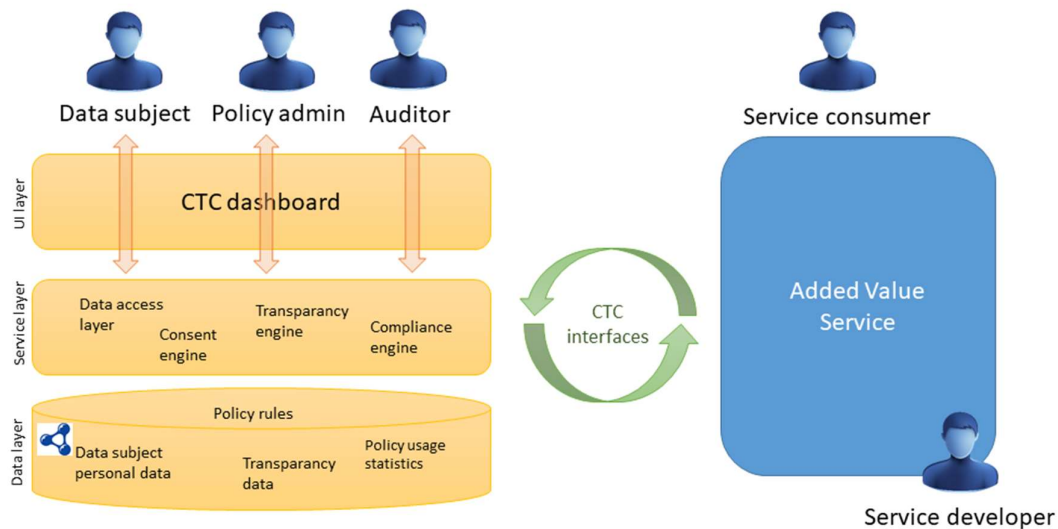 Data subject
Policy admin
Auditor
Service consumer
UI layer
CTC dashboard
Service layer
Data access
layer
Consent
engine
Transparancy
engine
Compliance
engine
CTC
interfaces
Added Value
Service
Data layer
Policy rules
Data subject
personal data
Transparancy
data
Policy usage
statistics
Service developer